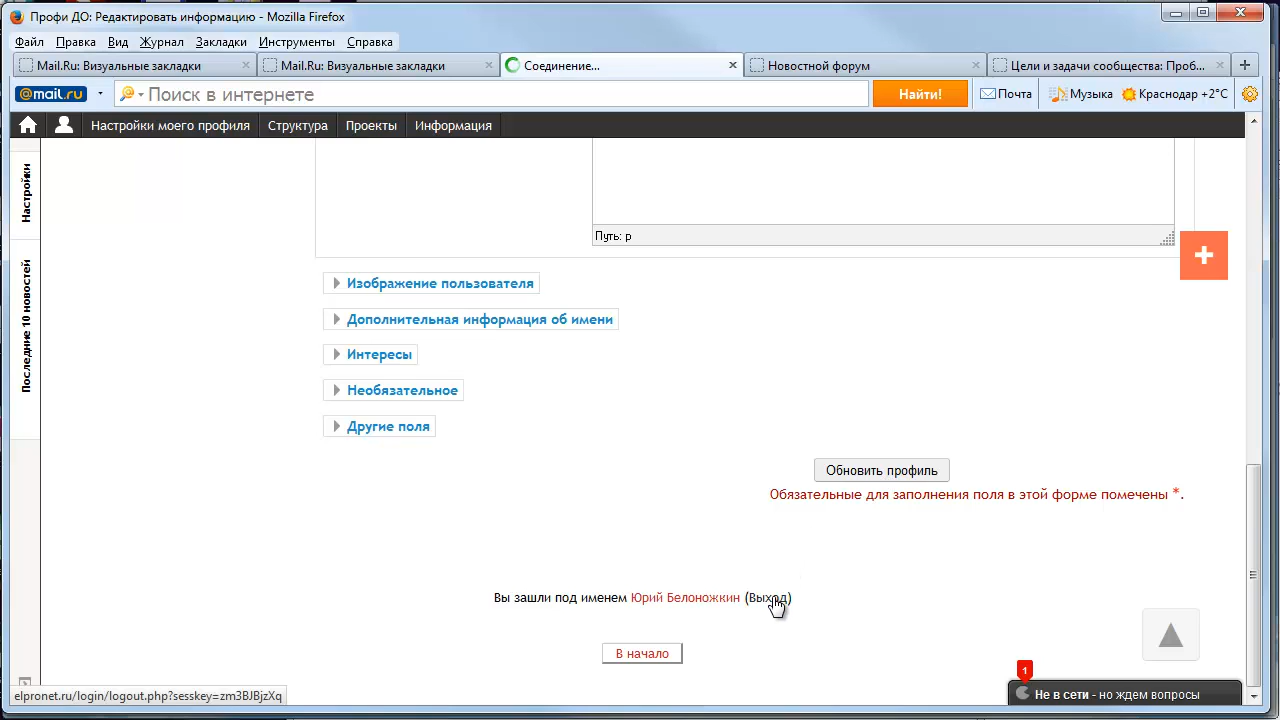 Профи ДО: Редактировать информацию - Mozilla Firefox
Файл Правка Вид Журнал Закладки Инструменты Справка
Mail.Ru: Визуальные закладки
Mail.Ru: Визуальные закладки
Соединение...
Новостной форум
Цели и задачи сообщества: Проб...
@mail.ru Поиск в интернете Найти! Почта Музыка Краснодар +2°C
Настройки моего профиля Структура Проекты Информация
Настройки
Последние 10 новостей
Путь: p
+
Изображение пользователя
Дополнительная информация об имени
Интересы
Необязательное
Другие поля
Обновить профиль
Обязательные для заполнения поля в этой форме помечены *.
Вы зашли под именем Юрий Белоножкин (Выход)
В начало
1
Не в сети - но ждем вопросы
elpronet.ru/login/logout.php?sesskey=zm3BJBjzXq